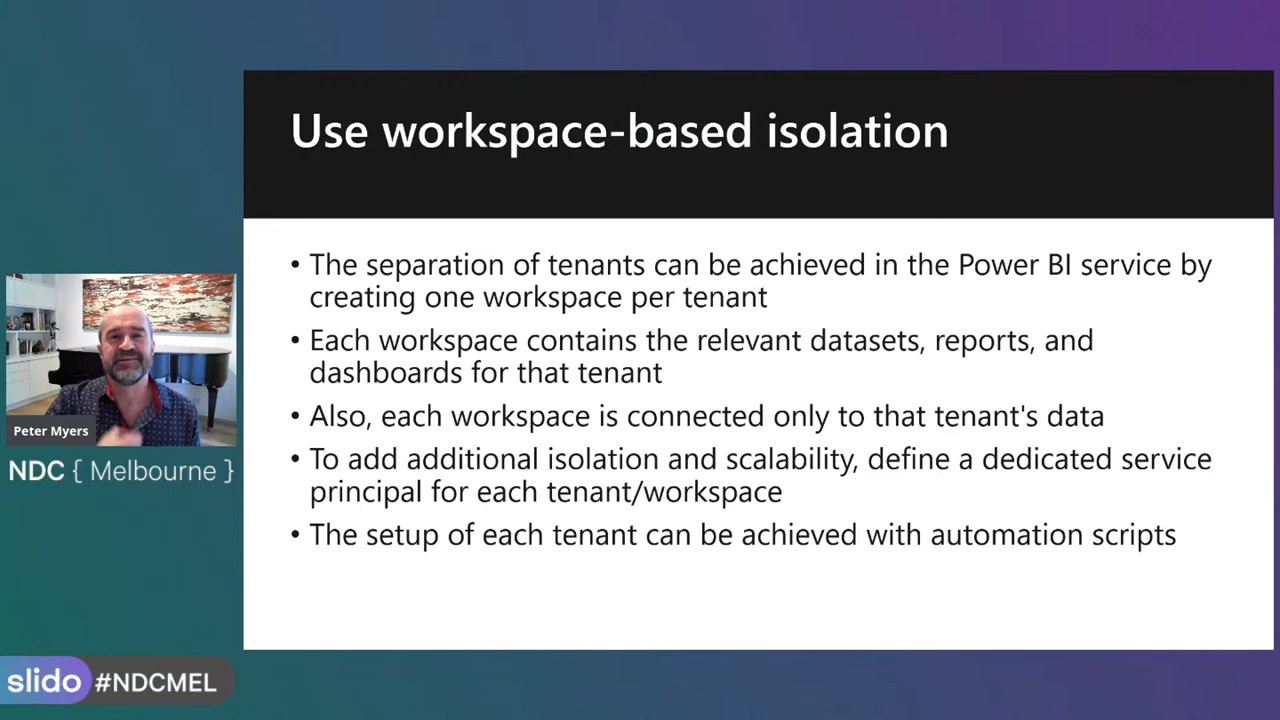 Use workspace-based isolation
• The separation of tenants can be achieved in the Power BI service by
creating one workspace per tenant
• Each workspace contains the relevant datasets, reports, and
dashboards for that tenant
• Also, each workspace is connected only to that tenant's data
• To add additional isolation and scalability, define a dedicated service
principal for each tenant/workspace
• The setup of each tenant can be achieved with automation scripts
Peter Myers
NDC { Melbourne }
slido #NDCMEL